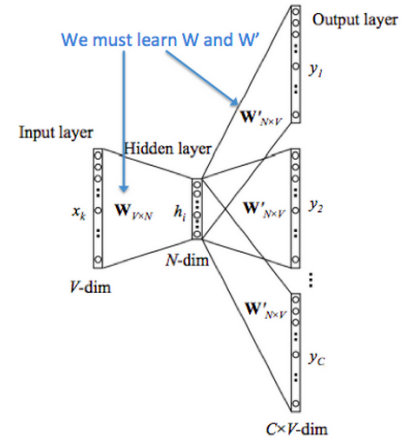 Output layer
We must learn W and W'
y1
W'N×V
Input layer
Hidden layer
xk
WV×N
hi
W'N×V
y2
N-dim
V-dim
W'N×V
yC
C×V-dim